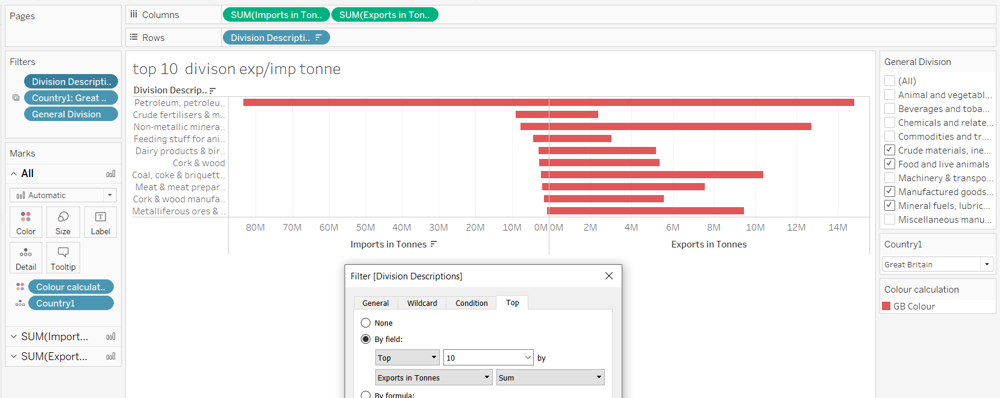 Pages
Columns
SUM(Imports in Ton..
SUM(Exports in Ton..
Rows
Division Descripti..
Filters
Division Descripti..
Country1: Great ..
General Division
Marks
All
Automatic
Color
Size
Label
Detail
Tooltip
Colour calculat..
Country1
SUM(Import...
SUM(Export...
top 10 divison exp/imp tonne
Division Descrip..
Petroleum, petroleu..
Crude fertilisers & m..
Non-metallic minera..
Feeding stuff for ani..
Dairy products & bir..
Cork & wood
Coal, coke & briquett..
Meat & meat prepar..
Cork & wood manufa..
Metalliferous ores & ..
80M 70M 60M 50M 40M 30M 20M 10M 0M 0M 2M 4M 6M 8M 10M 12M 14M
Imports in Tonnes
Exports in Tonnes
Filter [Division Descriptions]
General Wildcard Condition Top
None
By field:
Top 10 by
Exports in Tonnes Sum
By formula:
General Division
(All)
Animal and vegetabl...
Beverages and toba...
Chemicals and relate...
Commodities and tr...
Crude materials, ine...
Food and live animals
Machinery & transpo...
Manufactured goods...
Mineral fuels, lubric...
Miscellaneous manu...
Country1
Great Britain
Colour calculation
GB Colour